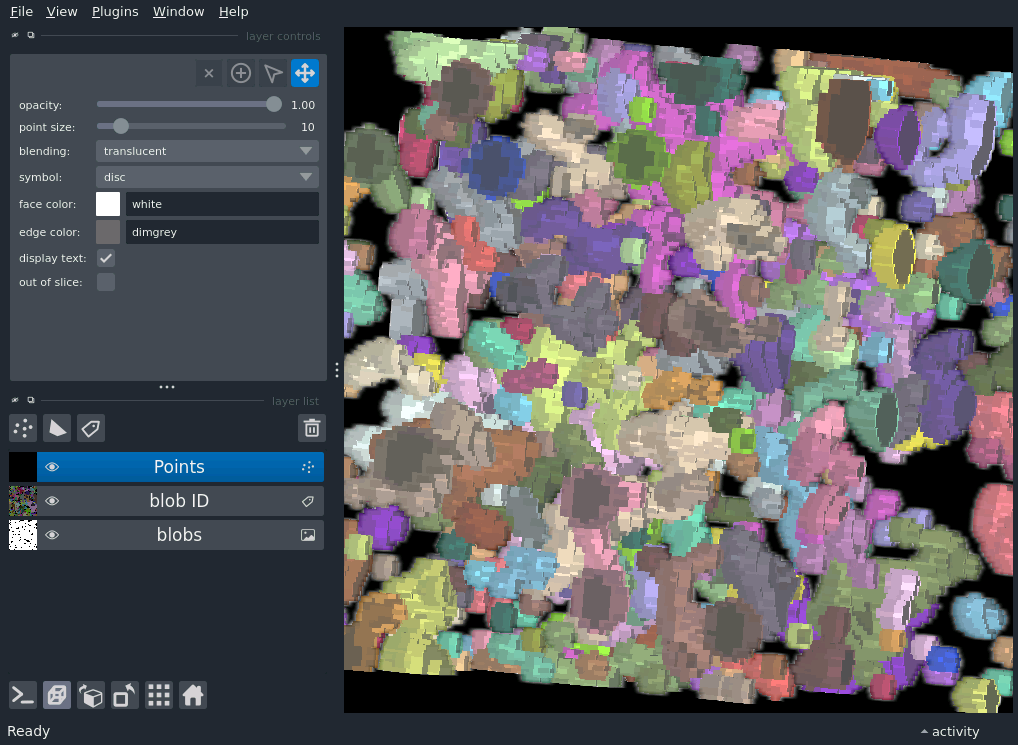 File View Plugins Window Help
layer controls
opacity: 1.00
point size: 10
blending: translucent
symbol: disc
face color: white
edge color: dimgrey
display text:
out of slice:
layer list
Points
blob ID
blobs
Ready
activity